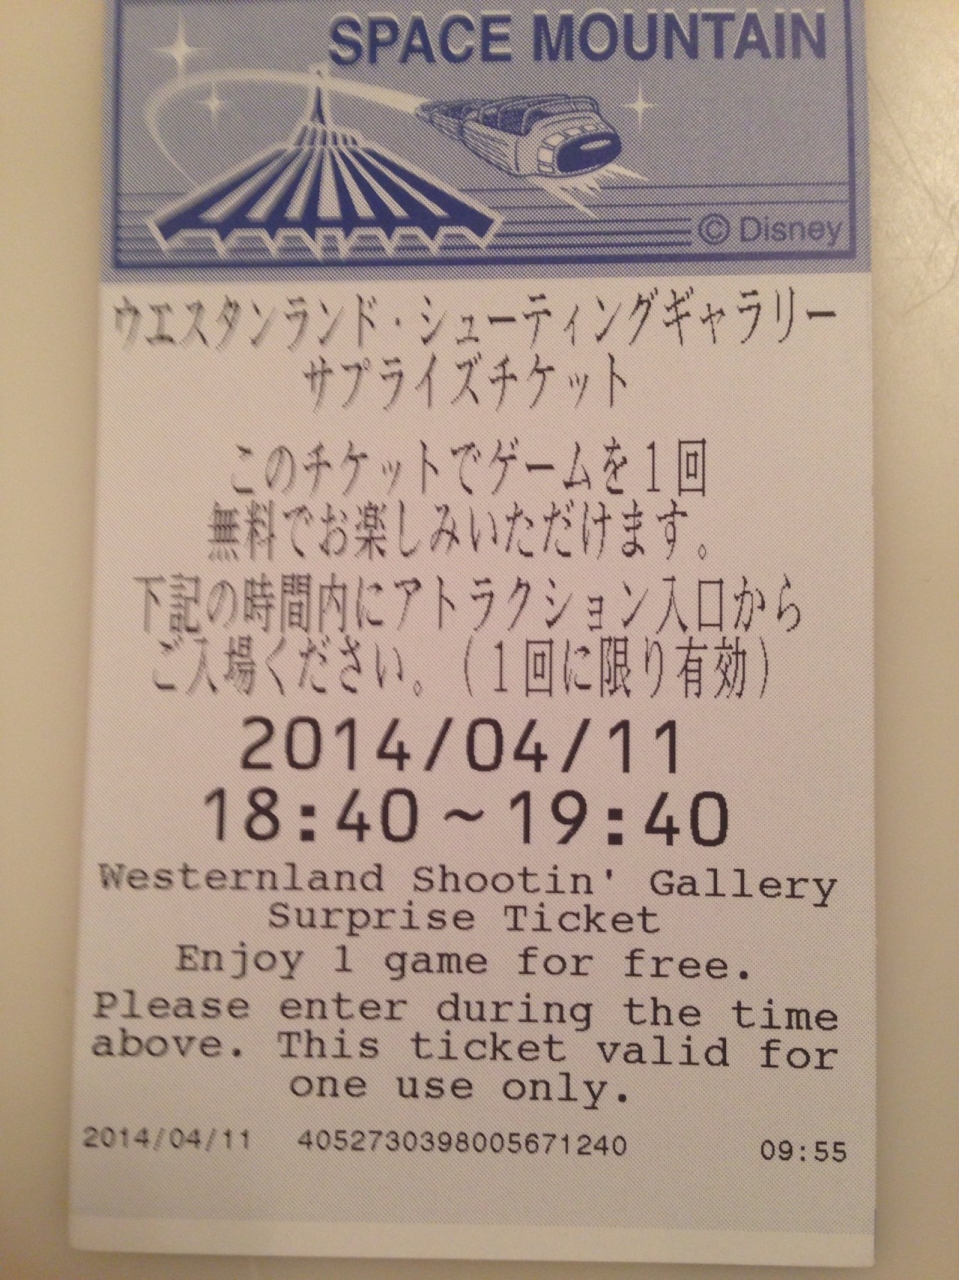 SPACE MOUNTAIN
© Disney
ウエスタンランド・シューティングギャラリー
サプライズチケット
このチケットでゲームを1回
無料でお楽しみいただけます。
下記の時間内にアトラクション入口から
ご入場ください。(1回に限り有効)
2014/04/11
18:40~19:40
Westernland Shootin' Gallery
Surprise Ticket
Enjoy 1 game for free.
Please enter during the time
above. This ticket valid for
one use only.
2014/04/11 4052730398005671240 09:55